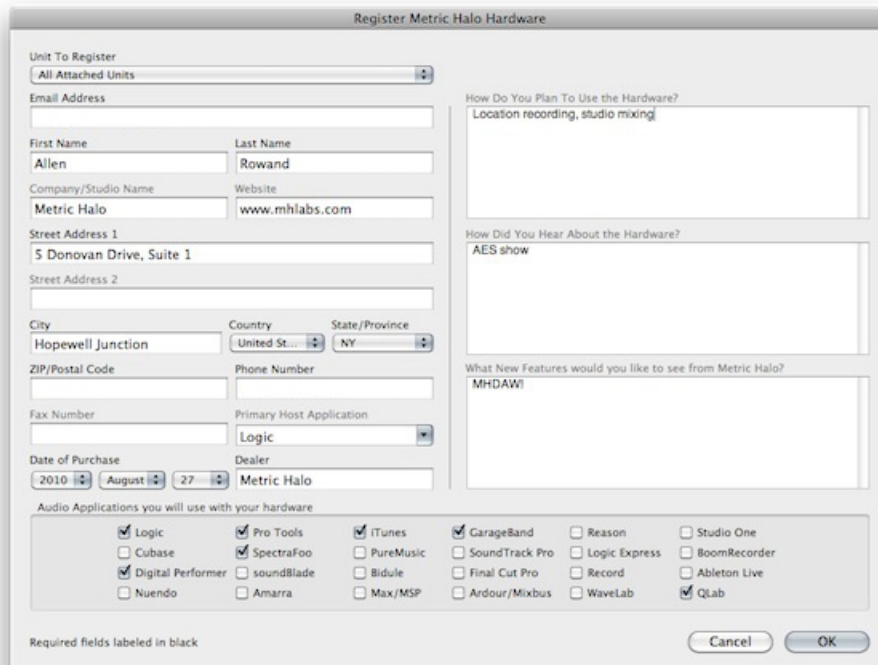 Register Metric Halo Hardware
Unit To Register
All Attached Units
Email Address
First Name Last Name
Allen Rowand
Company/Studio Name Website
Metric Halo www.mhlabs.com
Street Address 1
5 Donovan Drive, Suite 1
Street Address 2
City Country State/Province
Hopewell Junction United St... NY
ZIP/Postal Code Phone Number
Fax Number Primary Host Application
Logic
Date of Purchase Dealer
2010 August 27 Metric Halo
How Do You Plan To Use the Hardware?
Location recording, studio mixing
How Did You Hear About the Hardware?
AES show
What New Features would you like to see from Metric Halo?
MHDAW!
Audio Applications you will use with your hardware
Logic Pro Tools iTunes GarageBand Reason Studio One
Cubase SpectraFoo PureMusic SoundTrack Pro Logic Express BoomRecorder
Digital Performer soundBlade Bidule Final Cut Pro Record Ableton Live
Nuendo Amarra Max/MSP Ardour/Mixbus WaveLab QLab
Required fields labeled in black
Cancel OK